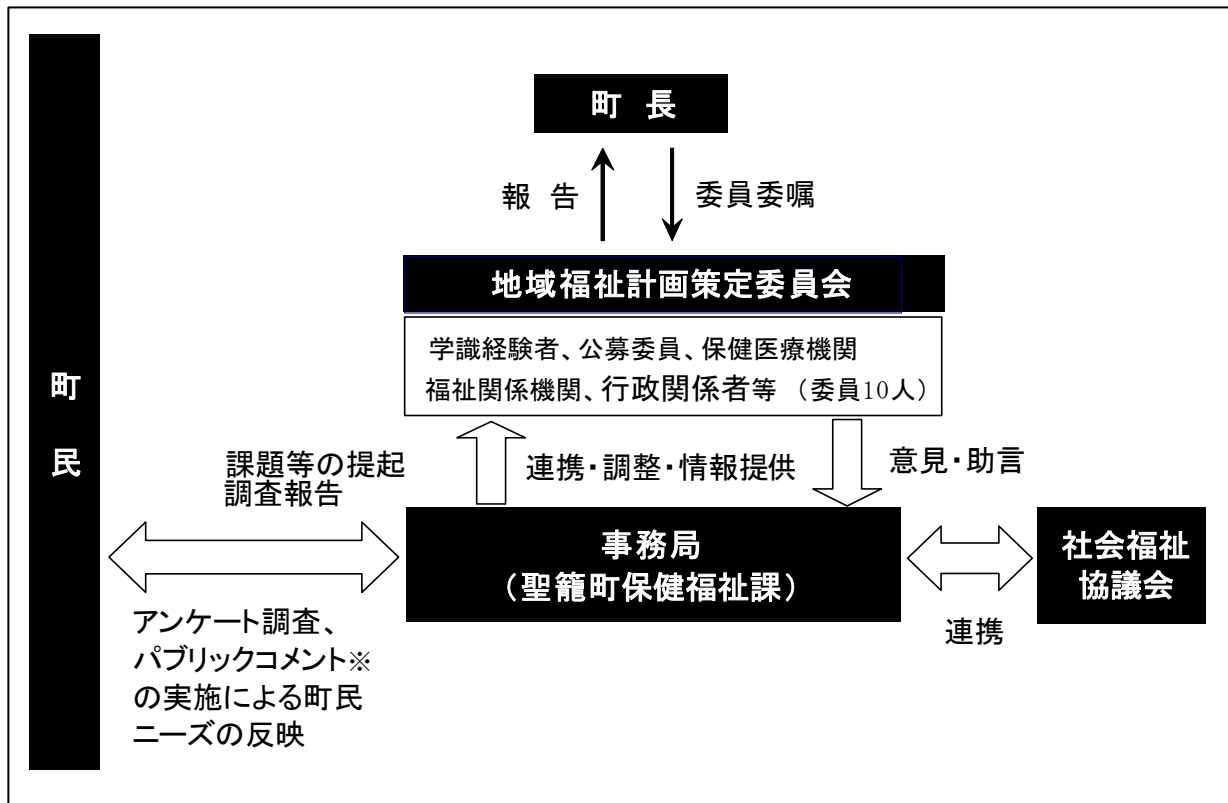 町長
報告
委員委嘱
地域福祉計画策定委員会
学識経験者、公募委員、保健医療機関
福祉関係機関、行政関係者等 （委員10人）
町民
課題等の提起
調査報告
連携・調整・情報提供
意見・助言
事務局
（聖籠町保健福祉課）
社会福祉
協議会
連携
アンケート調査、
パブリックコメント※
の実施による町民
ニーズの反映